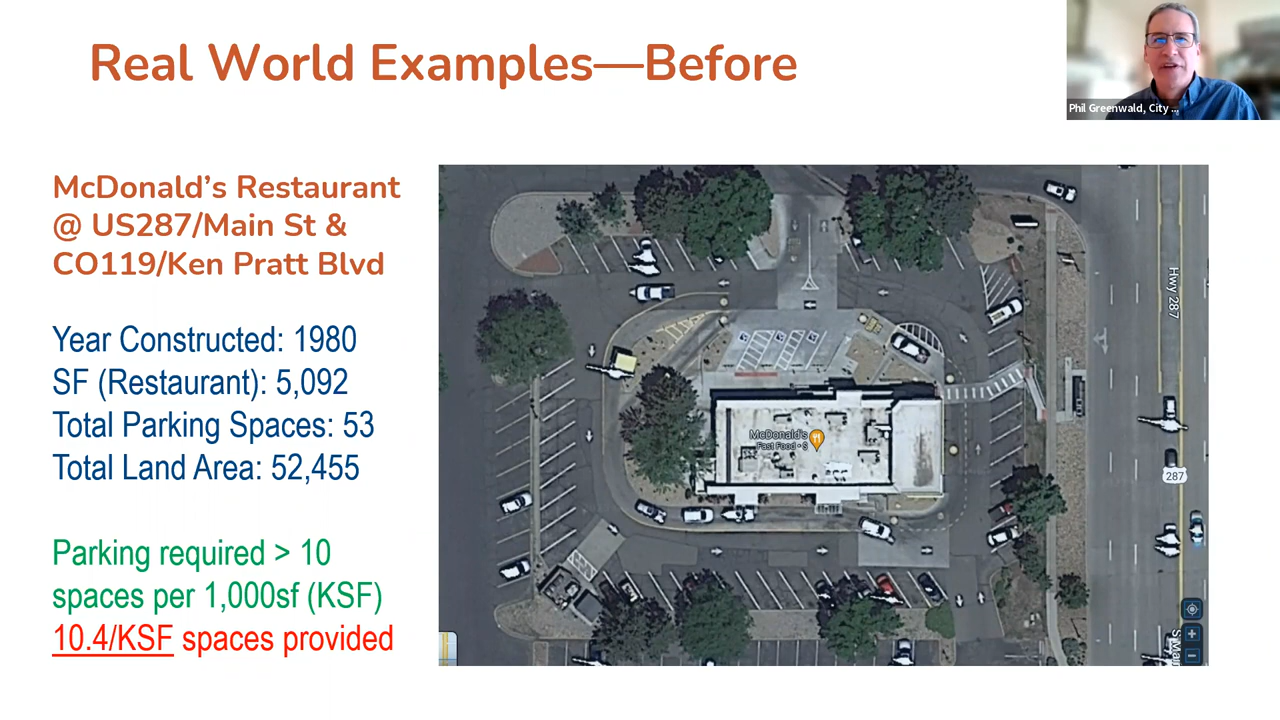 Real World Examples—Before
Phil Greenwald, City ...
McDonald's Restaurant
@ US287/Main St &
CO119/Ken Pratt Blvd
Year Constructed: 1980
SF (Restaurant): 5,092
Total Parking Spaces: 53
Total Land Area: 52,455
Parking required > 10
spaces per 1,000sf (KSF)
10.4/KSF spaces provided
McDonald's
Fast Food • $
Hwy 287
287
S Main